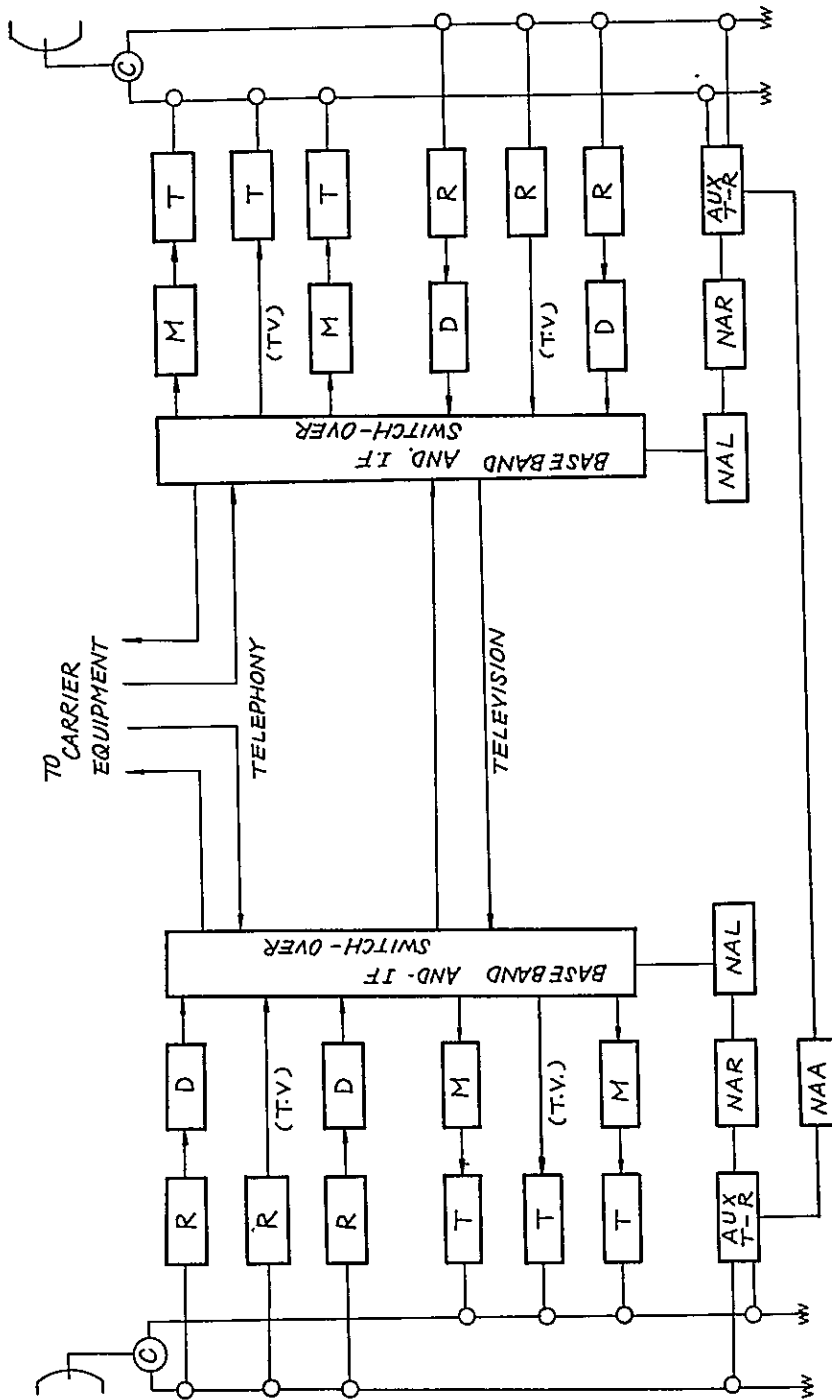 C
T
T
T
M
(TV)
M
R
R
R
D
(T.V)
D
AUX
T-R
NAR
NAL
BASEBAND AND. I.F
SWITCH-OVER
TO
CARRIER
EQUIPMENT
TELEPHONY
TELEVISION
BASEBAND AND-IF
SWITCH-OVER
D
(T.V)
D
M
(T.V.)
M
NAL
R
R
R
T
T
T
NAR
AUX
T-R
NAA
C